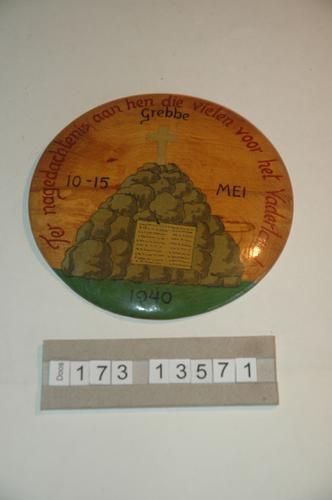 Ter nagedachtenis aan hen die vielen voor het Vaderland
Grebbe
10-15 MEI
1940
Doos 173 13571